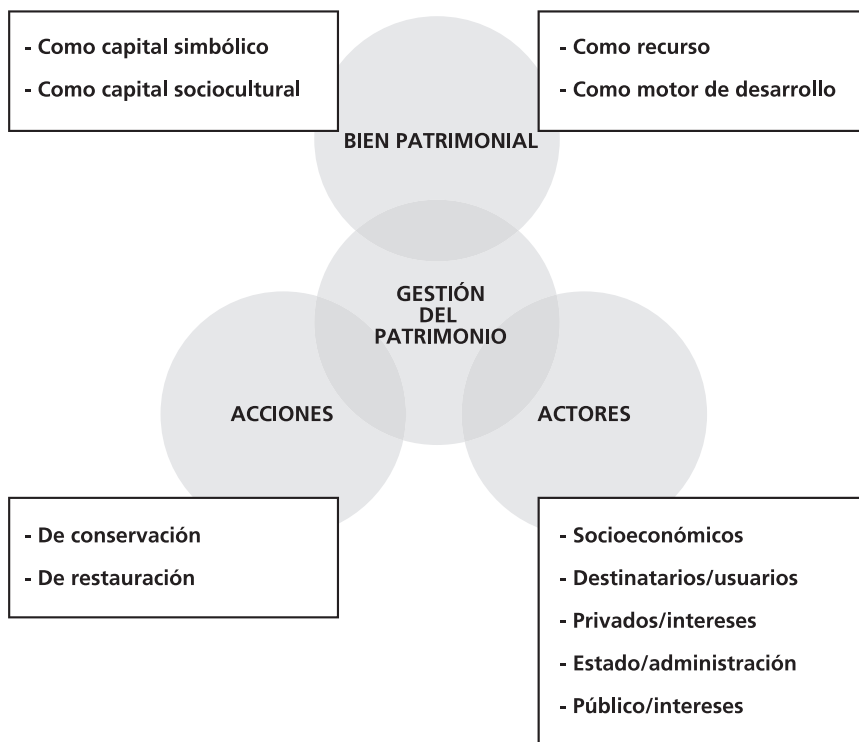 - Como capital simbólico
- Como capital sociocultural
- Como recurso
- Como motor de desarrollo
BIEN PATRIMONIAL
GESTIÓN
DEL
PATRIMONIO
ACCIONES
ACTORES
- De conservación
- De restauración
- Socioeconómicos
- Destinatarios/usuarios
- Privados/intereses
- Estado/administración
- Público/intereses